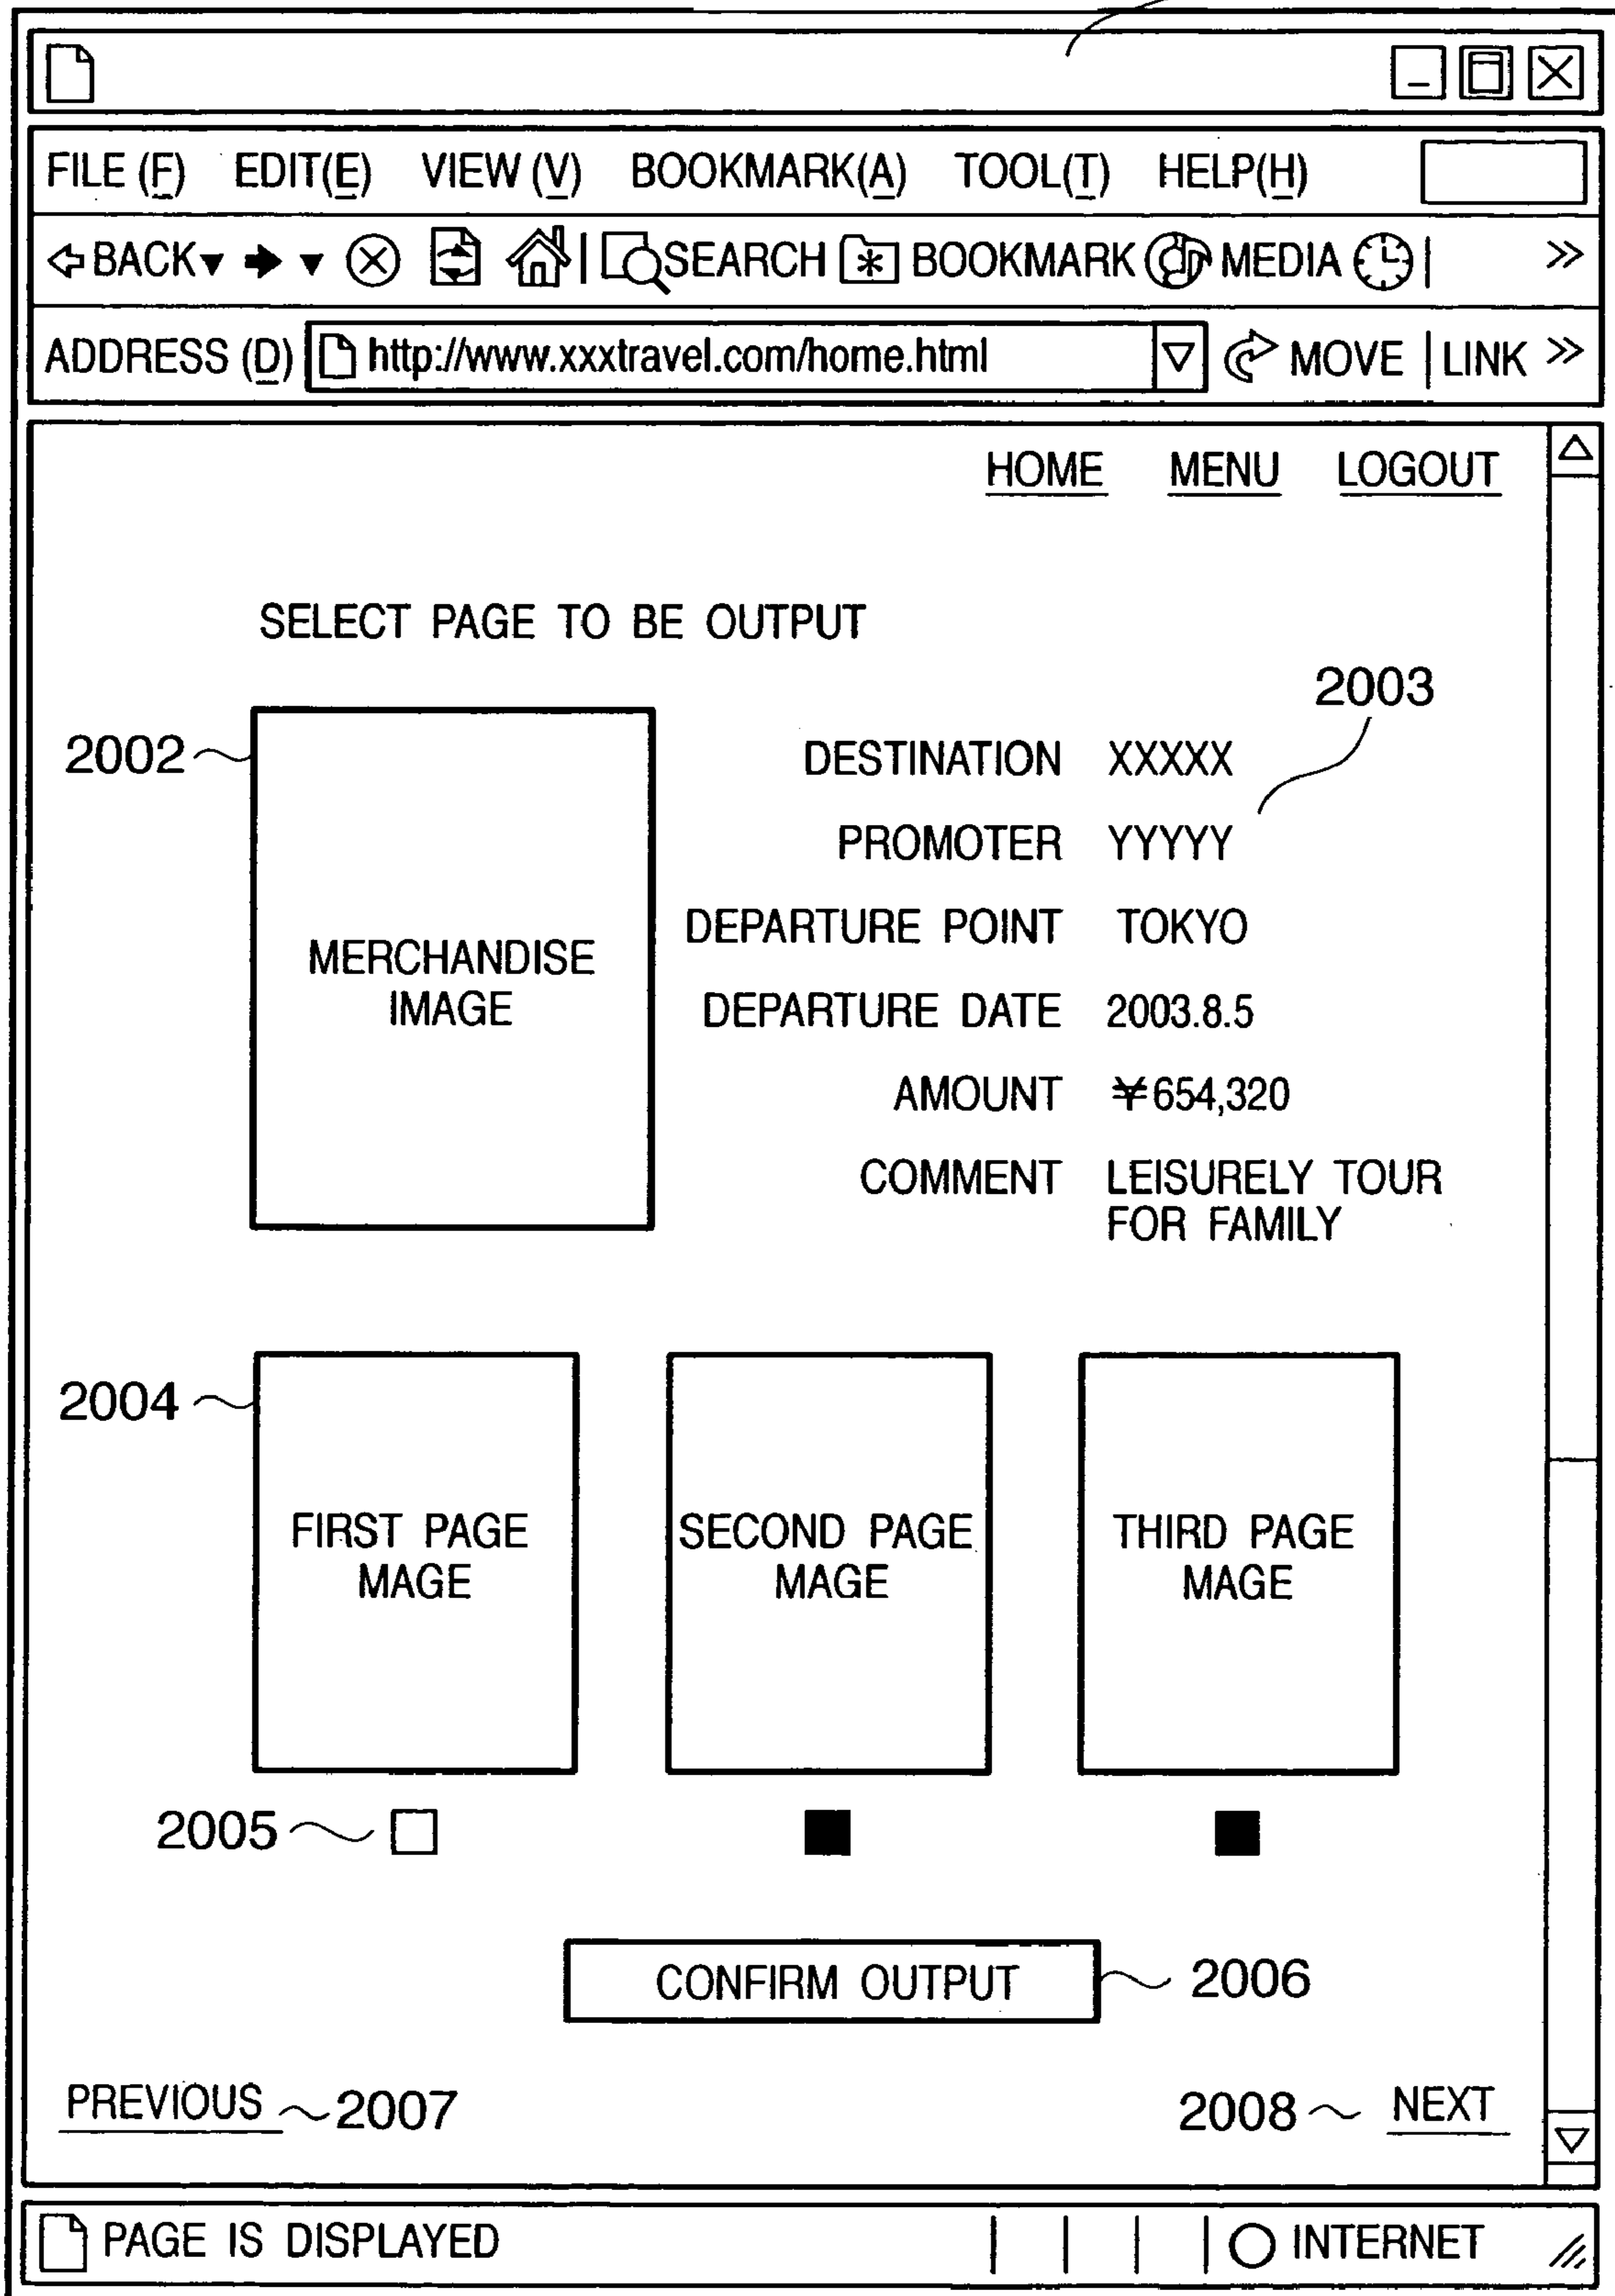 FILE (F) EDIT(E) VIEW (V) BOOKMARK(A) TOOL(T) HELP(H)
BACK SEARCH BOOKMARK MEDIA
ADDRESS (D) http://www.xxxtravel.com/home.html MOVE LINK
HOME MENU LOGOUT
SELECT PAGE TO BE OUTPUT
2003
2002
MERCHANDISE
IMAGE
DESTINATION XXXXX
PROMOTER YYYYY
DEPARTURE POINT TOKYO
DEPARTURE DATE 2003.8.5
AMOUNT ¥654,320
COMMENT LEISURELY TOUR
FOR FAMILY
2004
FIRST PAGE
MAGE
SECOND PAGE
MAGE
THIRD PAGE
MAGE
2005
CONFIRM OUTPUT 2006
PREVIOUS 2007 2008 NEXT
PAGE IS DISPLAYED INTERNET